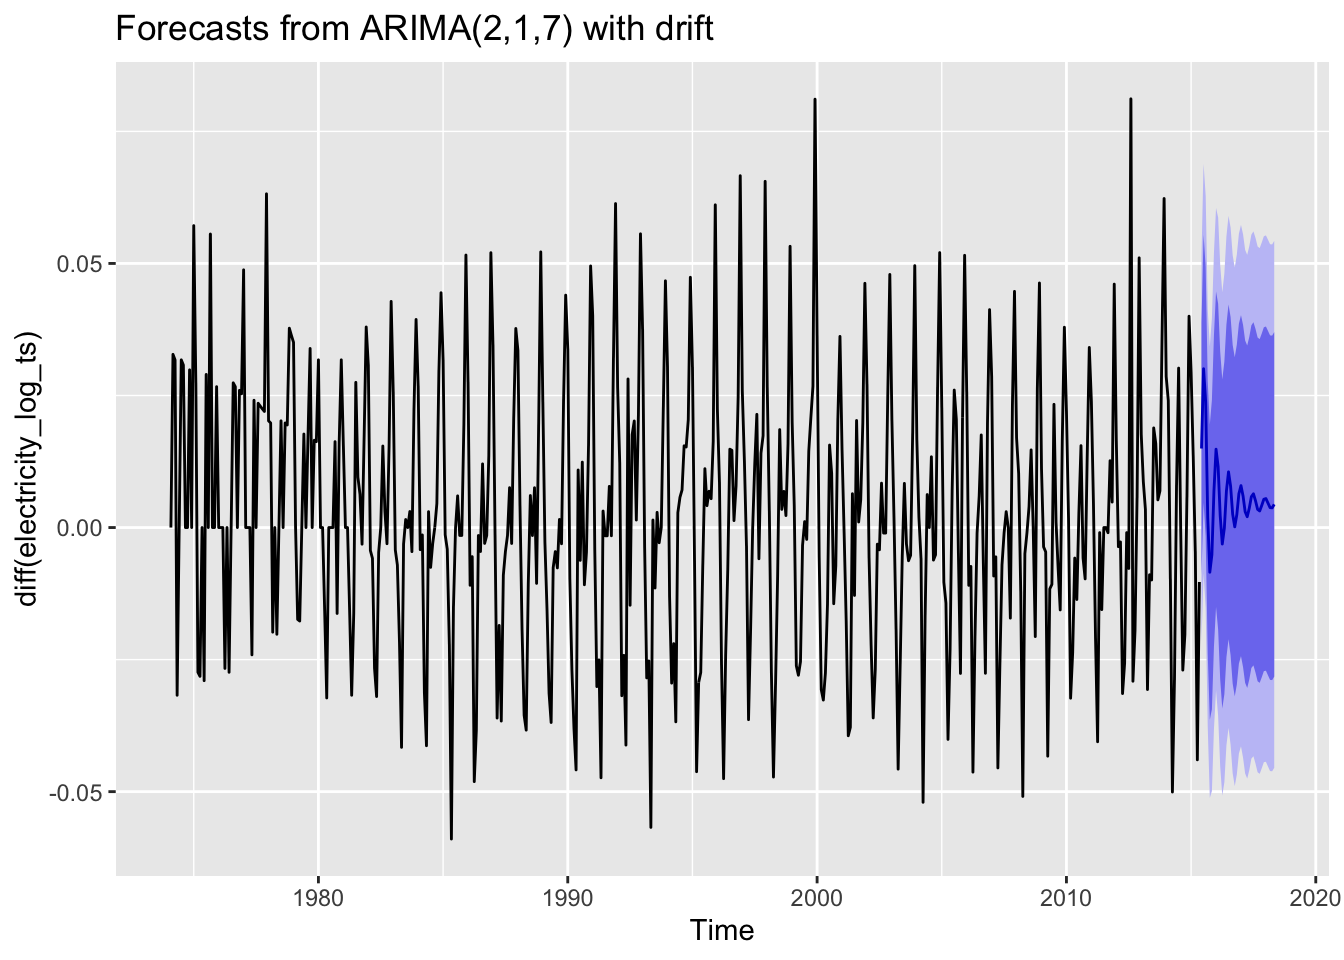 Forecasts from ARIMA(2,1,7) with drift
diff(electricity_log_ts)
0.05
0.00
-0.05
1980 1990 2000 2010 2020
Time